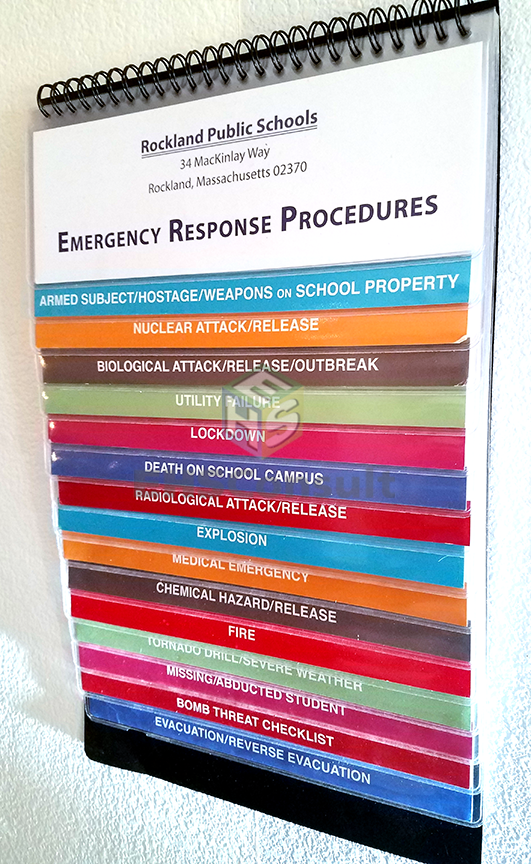 Rockland Public Schools
34 MacKinlay Way
Rockland, Massachusetts 02370
EMERGENCY RESPONSE PROCEDURES
ARMED SUBJECT/HOSTAGE/WEAPONS ON SCHOOL PROPERTY
NUCLEAR ATTACK/RELEASE
BIOLOGICAL ATTACK/RELEASE/OUTBREAK
UTILITY FAILURE
LOCKDOWN
DEATH ON SCHOOL CAMPUS
RADIOLOGICAL ATTACK/RELEASE
EXPLOSION
MEDICAL EMERGENCY
CHEMICAL HAZARD/RELEASE
FIRE
TORNADO DRILL/SEVERE WEATHER
MISSING/ABDUCTED STUDENT
BOMB THREAT CHECKLIST
EVACUATION/REVERSE EVACUATION